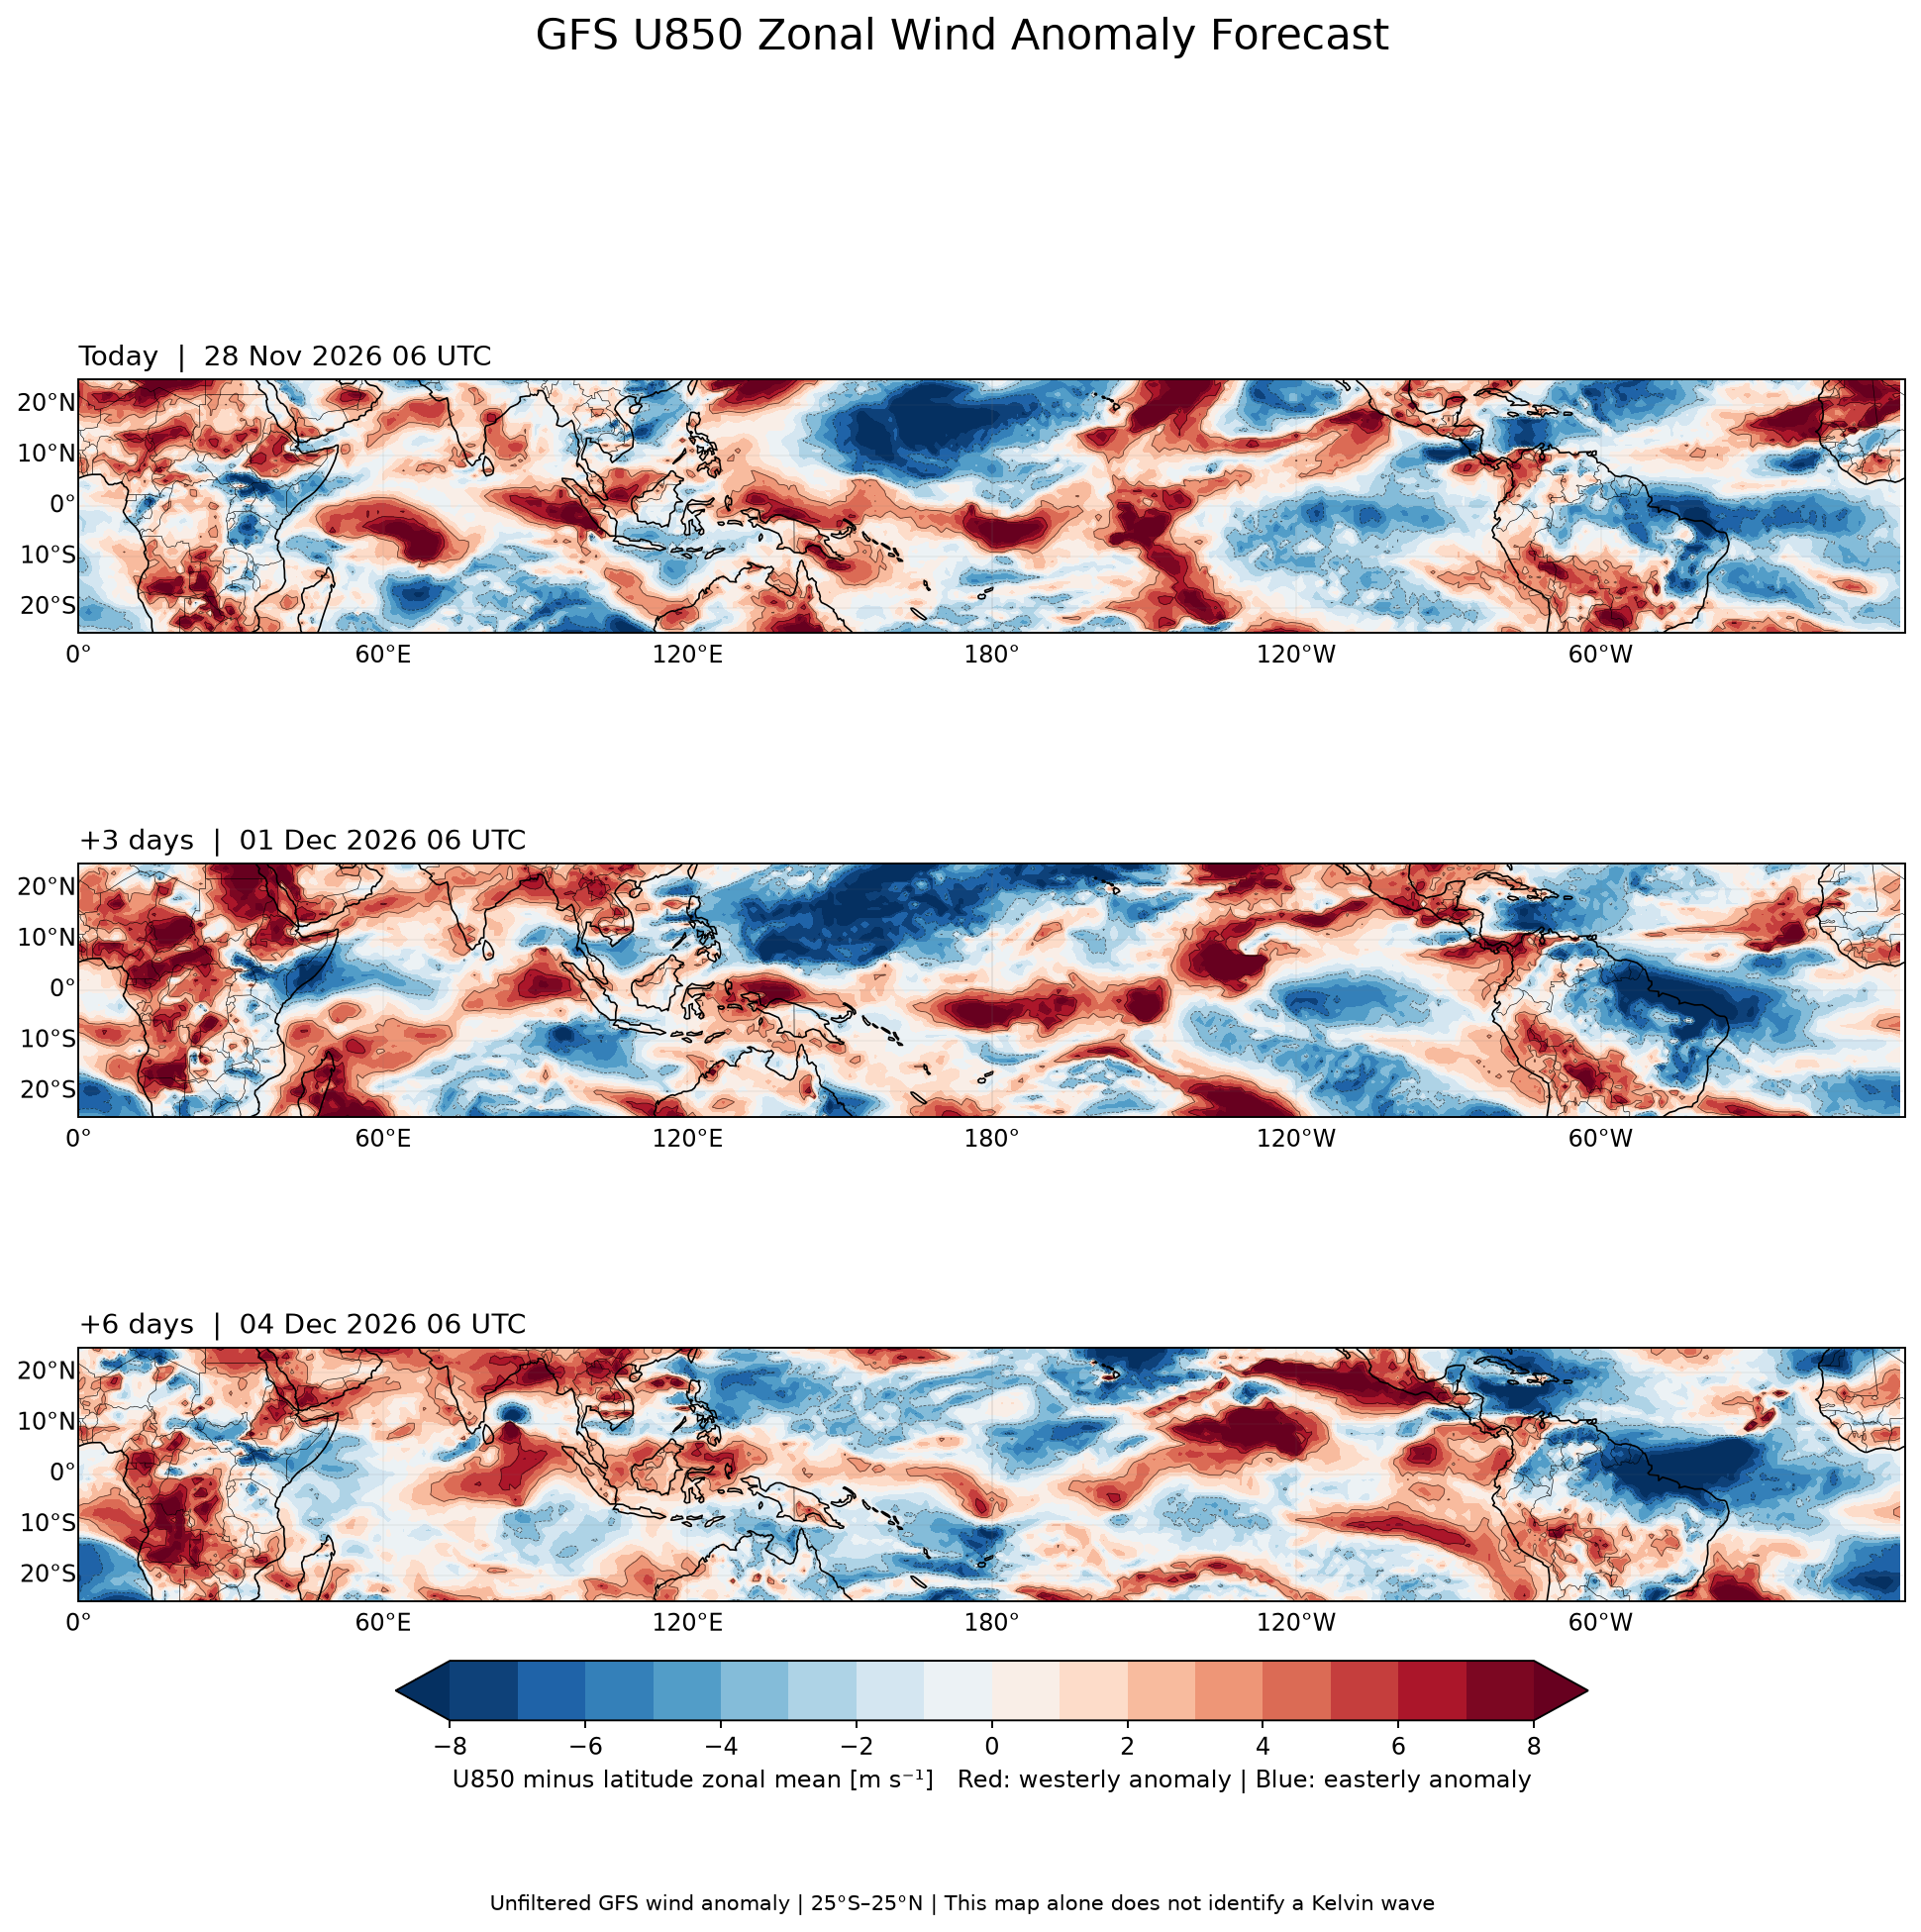 GFS U850 Zonal Wind Anomaly Forecast
Today | 28 Nov 2026 06 UTC
20°N
10°N
0°
10°S
20°S
0° 60°E 120°E 180° 120°W 60°W
+3 days | 01 Dec 2026 06 UTC
20°N
10°N
0°
10°S
20°S
0° 60°E 120°E 180° 120°W 60°W
+6 days | 04 Dec 2026 06 UTC
20°N
10°N
0°
10°S
20°S
0° 60°E 120°E 180° 120°W 60°W
−8 −6 −4 −2 0 2 4 6 8
U850 minus latitude zonal mean [m s⁻¹] Red: westerly anomaly | Blue: easterly anomaly
Unfiltered GFS wind anomaly | 25°S–25°N | This map alone does not identify a Kelvin wave